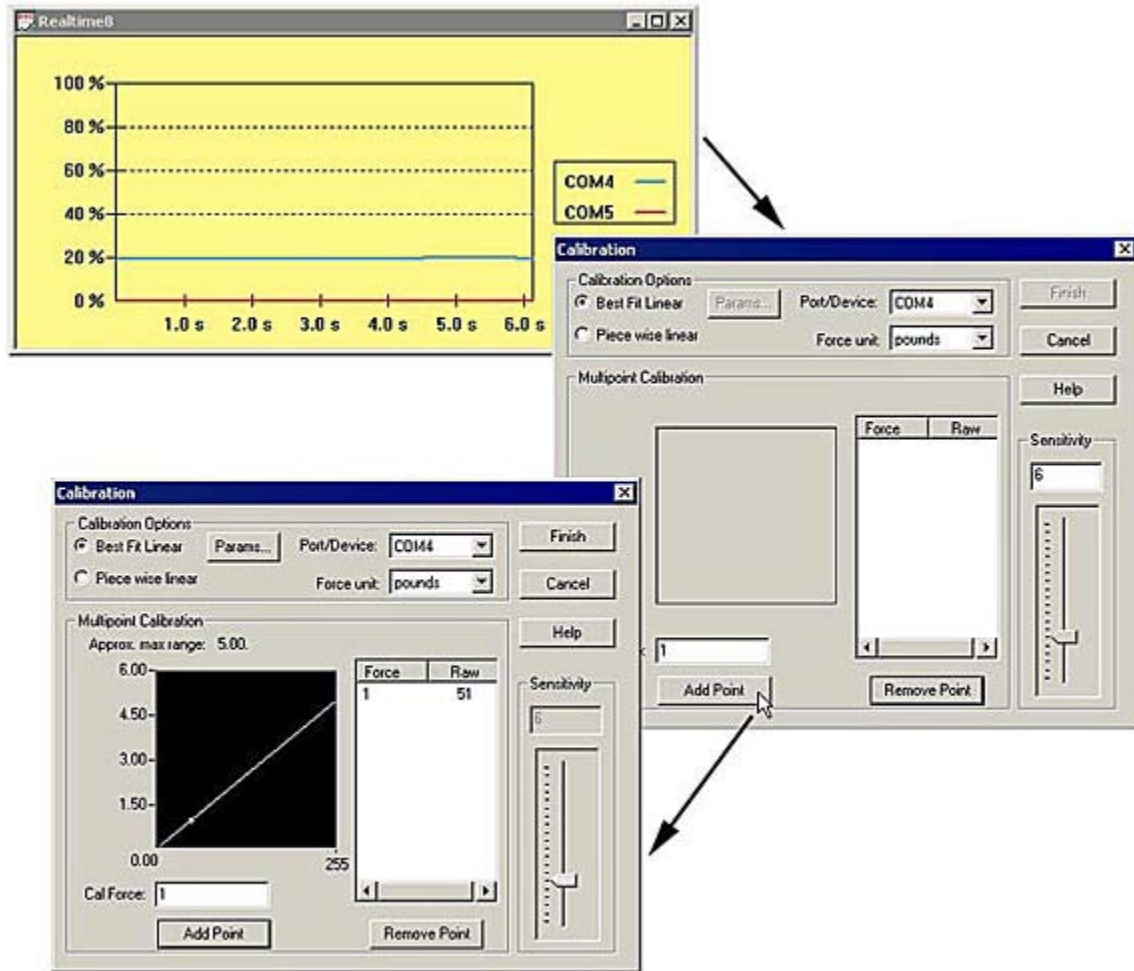 Realtime8
100 %
80 %
60 %
40 %
20 %
0 %
1.0 s 2.0 s 3.0 s 4.0 s 5.0 s 6.0 s
COM4
COM5
Calibration
Calibration Options
Best Fit Linear Params... Port/Device: COM4
Piece wise linear Force unit: pounds
Finish
Cancel
Help
Multipoint Calibration
Force Raw
Sensitivity
6
1
Add Point Remove Point
Calibration
Calibration Options
Best Fit Linear Params... Port/Device: COM4
Piece wise linear Force unit: pounds
Finish
Cancel
Help
Multipoint Calibration
Approx. max range: 5.00.
6.00
4.50
3.00
1.50
0.00 255
Force Raw
1 51
Sensitivity
6
Cal Force: 1
Add Point Remove Point